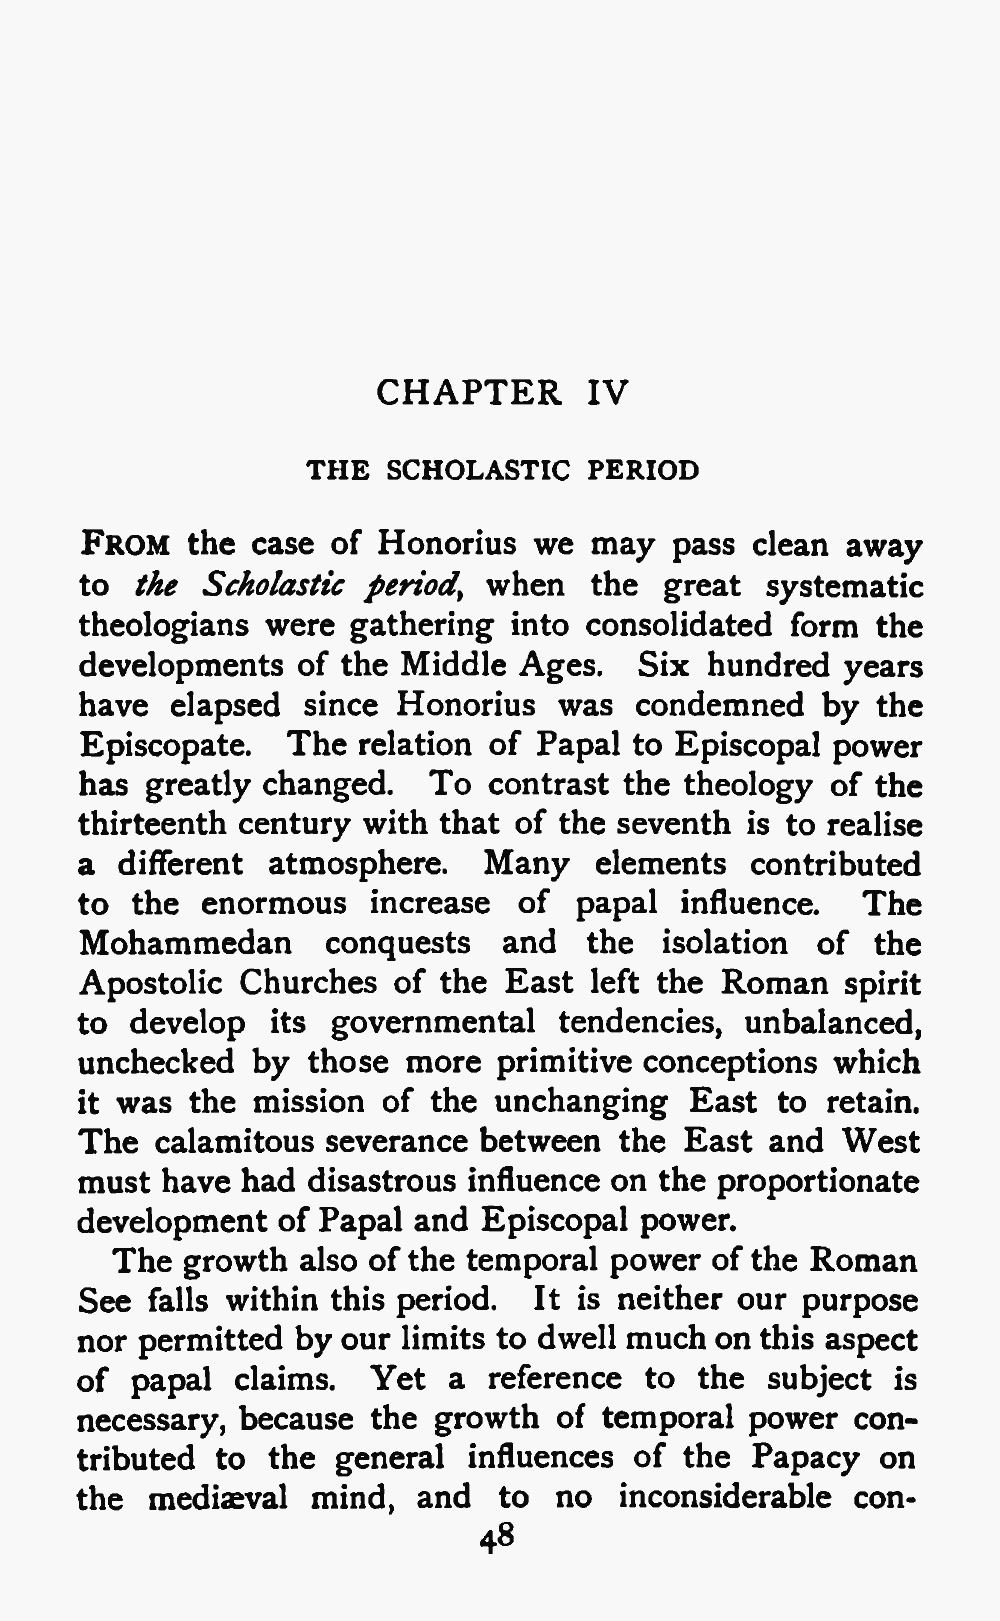 CHAPTER IV
THE SCHOLASTIC PERIOD
FROM the case of Honorius we may pass clean away
to the Scholastic period, when the great systematic
theologians were gathering into consolidated form the
developments of the Middle Ages. Six hundred years
have elapsed since Honorius was condemned by the
Episcopate. The relation of Papal to Episcopal power
has greatly changed. To contrast the theology of the
thirteenth century with that of the seventh is to realise
a different atmosphere. Many elements contributed
to the enormous increase of papal influence. The
Mohammedan conquests and the isolation of the
Apostolic Churches of the East left the Roman spirit
to develop its governmental tendencies, unbalanced,
unchecked by those more primitive conceptions which
it was the mission of the unchanging East to retain.
The calamitous severance between the East and West
must have had disastrous influence on the proportionate
development of Papal and Episcopal power.
The growth also of the temporal power of the Roman
See falls within this period. It is neither our purpose
nor permitted by our limits to dwell much on this aspect
of papal claims. Yet a reference to the subject is
necessary, because the growth of temporal power con-
tributed to the general influences of the Papacy on
the mediæval mind, and to no inconsiderable con-
48